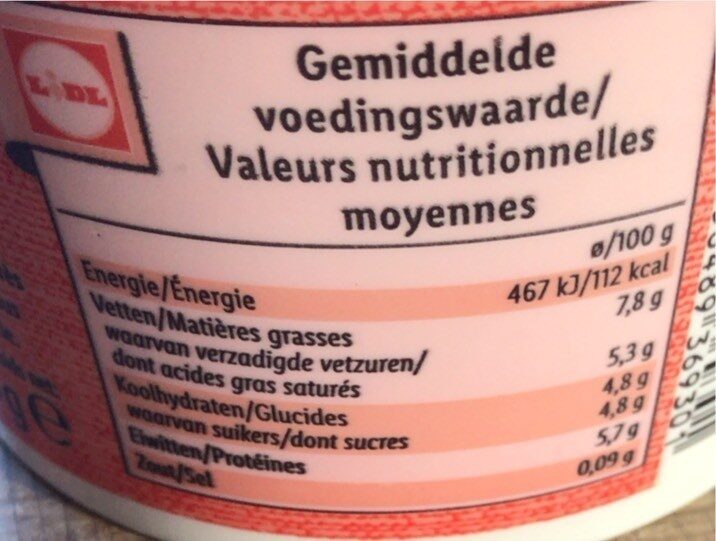 LIDL
Gemiddelde
voedingswaarde/
Valeurs nutritionnelles
moyennes
ø/100 g
Energie/Énergie 467 kJ/112 kcal
Vetten/Matières grasses 7,8 g
waarvan verzadigde vetzuren/
dont acides gras saturés 5,3 g
Koolhydraten/Glucides 4,8 g
waarvan suikers/dont sucres 4,8 g
Eiwitten/Protéines 5,7 g
Zout/Sel 0,09 g